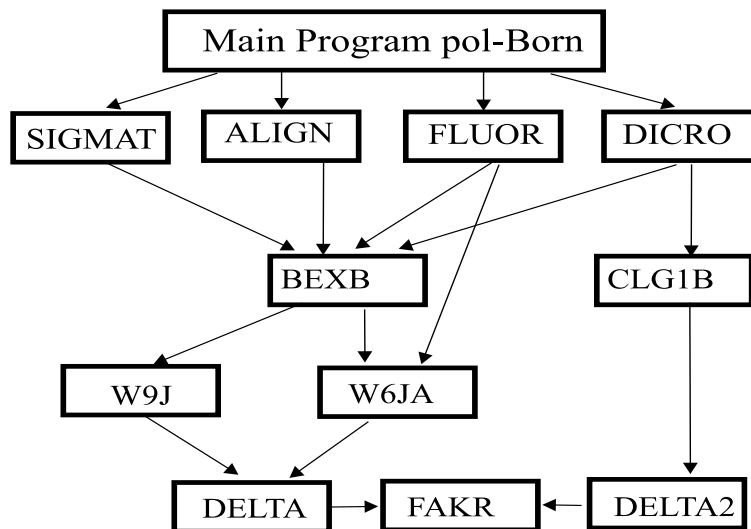 Main Program pol-Born
SIGMAT
ALIGN
FLUOR
DICRO
BEXB
CLG1B
W9J
W6JA
DELTA
FAKR
DELTA2